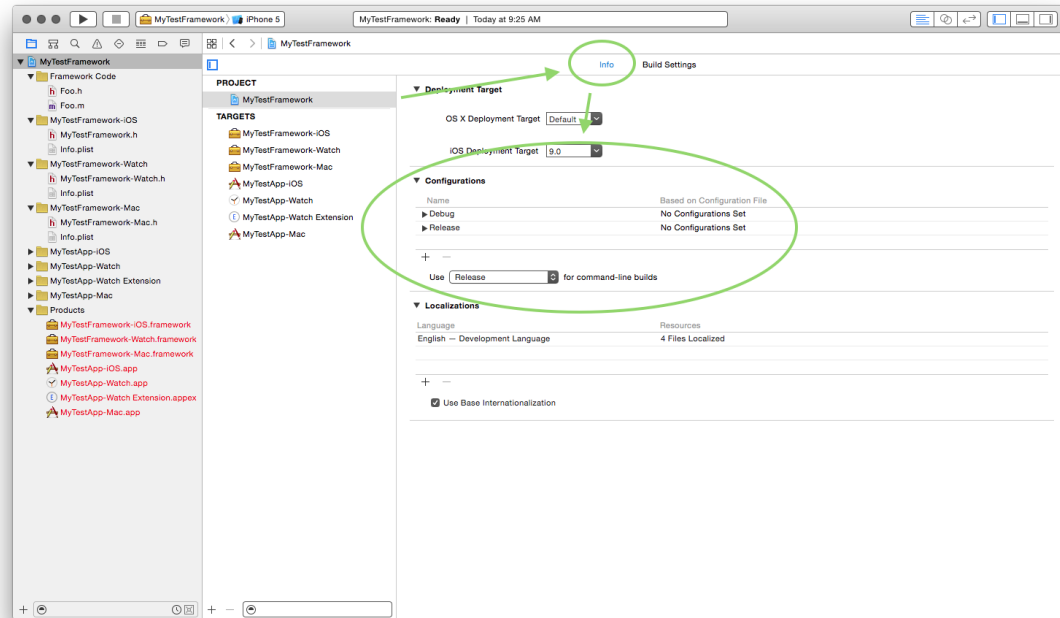 MyTestFramework iPhone 5
MyTestFramework: Ready | Today at 9:25 AM
MyTestFramework
MyTestFramework
Framework Code
Foo.h
Foo.m
MyTestFramework-iOS
MyTestFramework.h
Info.plist
MyTestFramework-Watch
MyTestFramework-Watch.h
Info.plist
MyTestFramework-Mac
MyTestFramework-Mac.h
Info.plist
MyTestApp-iOS
MyTestApp-Watch
MyTestApp-Watch Extension
MyTestApp-Mac
Products
MyTestFramework-iOS.framework
MyTestFramework-Watch.framework
MyTestFramework-Mac.framework
MyTestApp-iOS.app
MyTestApp-Watch.app
MyTestApp-Watch Extension.appex
MyTestApp-Mac.app
PROJECT
MyTestFramework
TARGETS
MyTestFramework-iOS
MyTestFramework-Watch
MyTestFramework-Mac
MyTestApp-iOS
MyTestApp-Watch
MyTestApp-Watch Extension
MyTestApp-Mac
Info Build Settings
Deployment Target
OS X Deployment Target Default
iOS Deployment Target 9.0
Configurations
Name Based on Configuration File
Debug No Configurations Set
Release No Configurations Set
Use Release for command-line builds
Localizations
Language Resources
English — Development Language 4 Files Localized
Use Base Internationalization